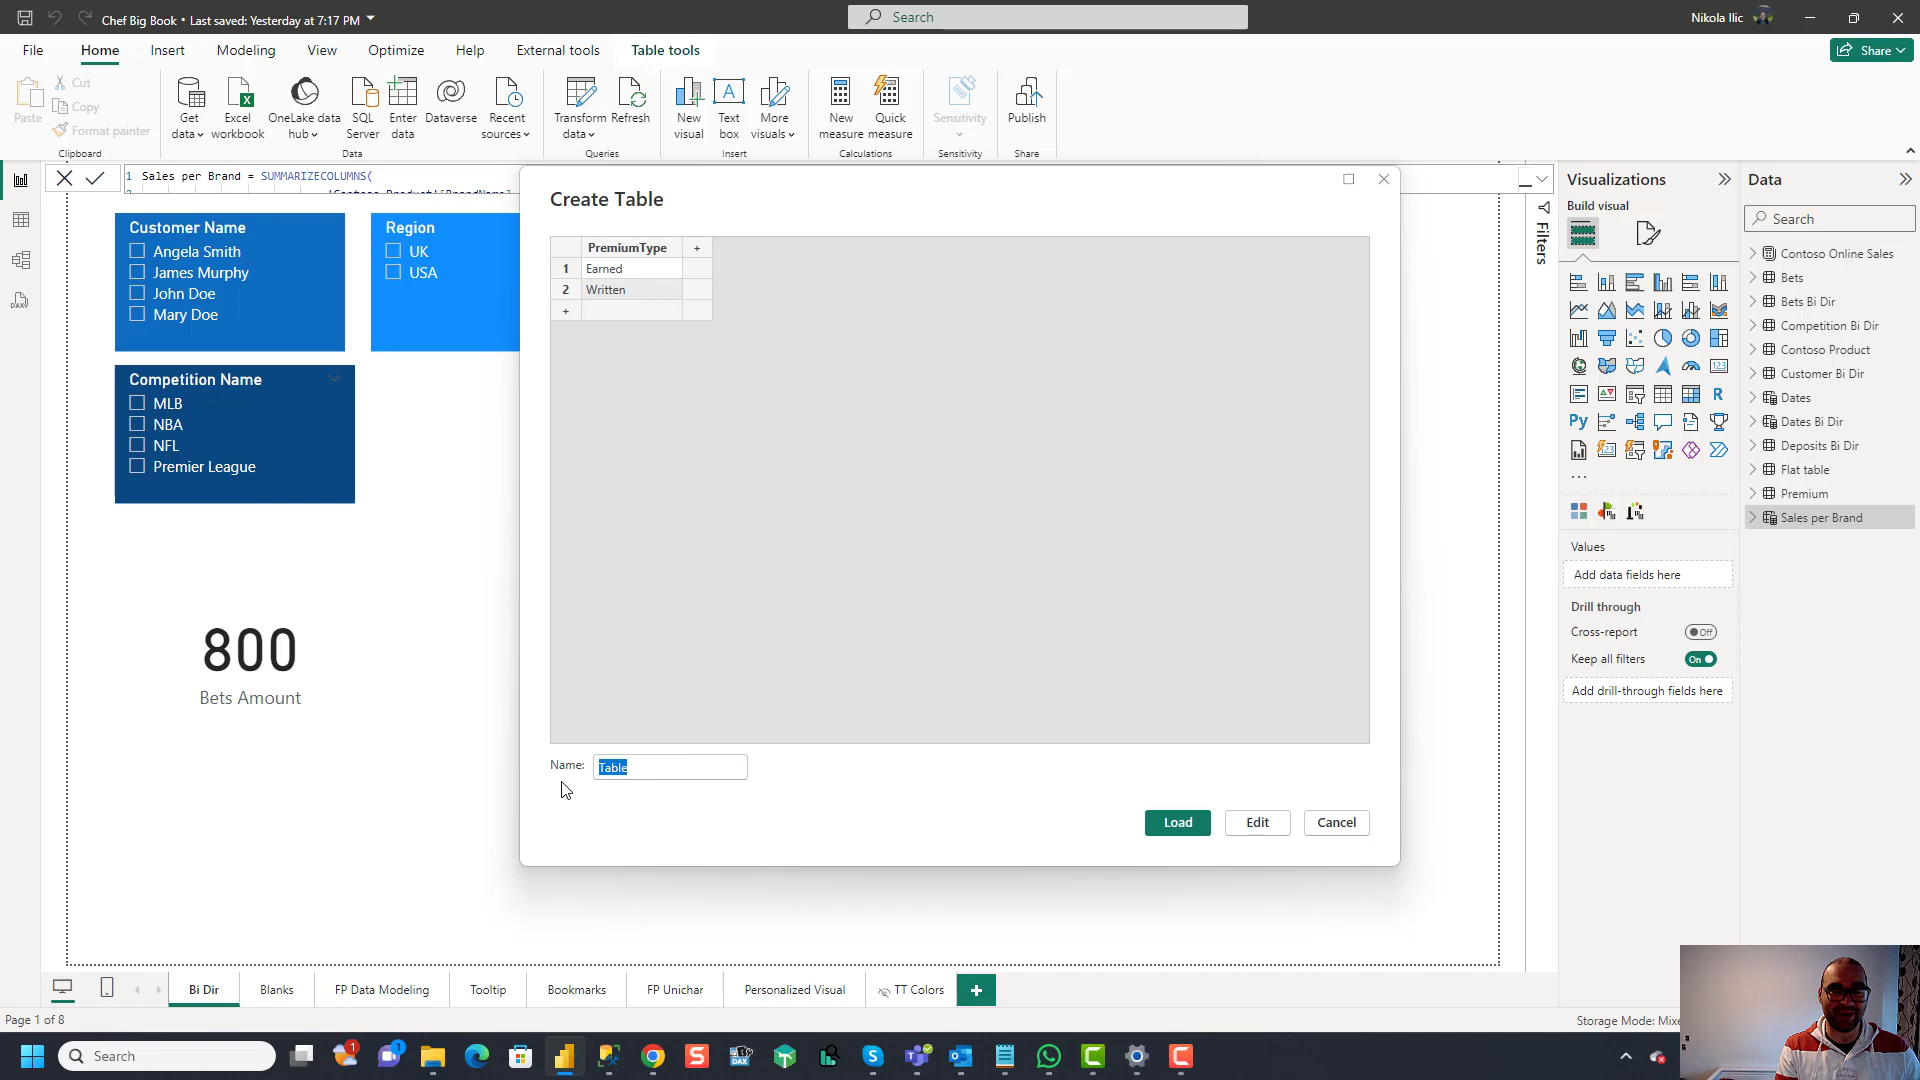 Chef Big Book • Last saved: Yesterday at 7:17 PM
Search
Nikola Ilic
File
Home
Insert
Modeling
View
Optimize
Help
External tools
Table tools
Share
Paste
Cut
Copy
Format painter
Clipboard
Get data
Excel workbook
OneLake data hub
SQL Server
Enter data
Dataverse
Recent sources
Data
Transform data
Refresh
Queries
New visual
Text box
More visuals
Insert
New measure
Quick measure
Calculations
Sensitivity
Sensitivity
Publish
Share
1 Sales per Brand = SUMMARIZECOLUMNS(
Customer Name
Angela Smith
James Murphy
John Doe
Mary Doe
Region
UK
USA
Competition Name
MLB
NBA
NFL
Premier League
800
Bets Amount
Create Table
PremiumType
+
1 Earned
2 Written
+
Name: Table
Load
Edit
Cancel
Filters
Visualizations
Build visual
Values
Add data fields here
Drill through
Cross-report
Off
Keep all filters
On
Add drill-through fields here
Data
Search
Contoso Online Sales
Bets
Bets Bi Dir
Competition Bi Dir
Contoso Product
Customer Bi Dir
Dates
Dates Bi Dir
Deposits Bi Dir
Flat table
Premium
Sales per Brand
Bi Dir
Blanks
FP Data Modeling
Tooltip
Bookmarks
FP Unichar
Personalized Visual
TT Colors
+
Page 1 of 8
Storage Mode:
Search